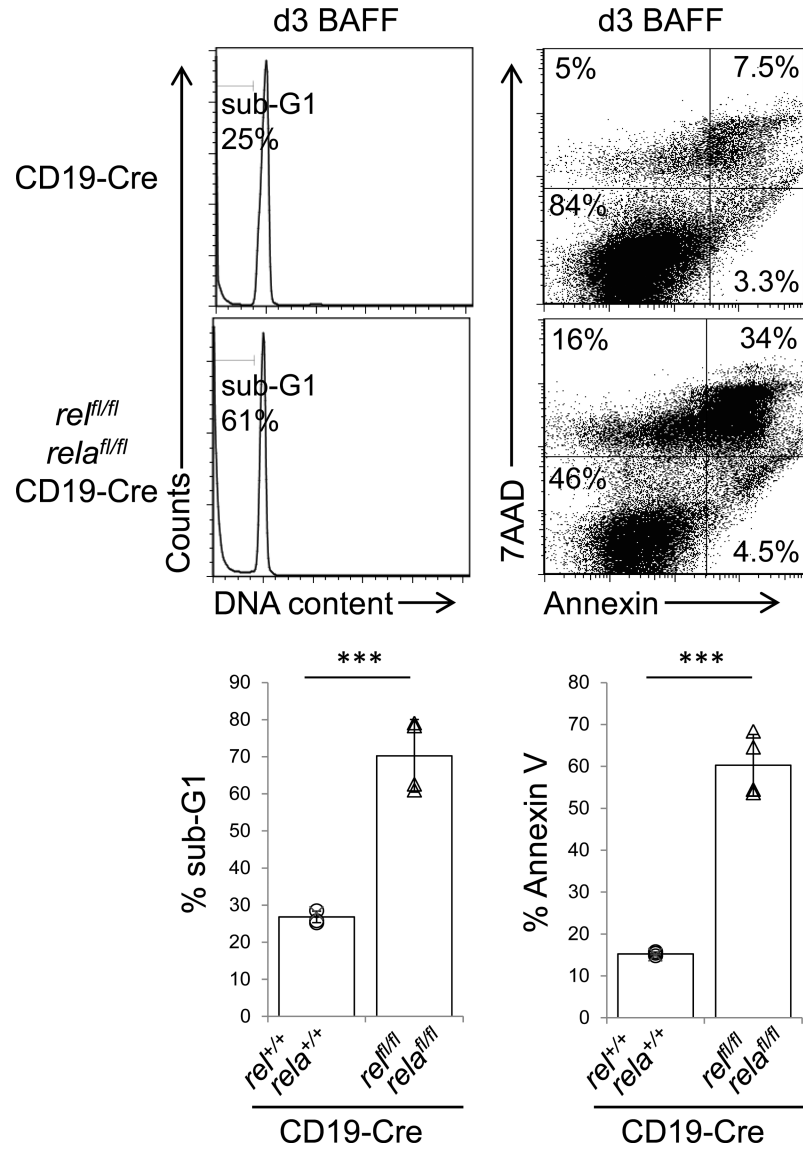 d3 BAFF
d3 BAFF
CD19-Cre
sub-G1
25%
5%
7.5%
84%
3.3%
rel^fl/fl
rela^fl/fl
CD19-Cre
sub-G1
61%
16%
34%
46%
4.5%
Counts
7AAD
DNA content
Annexin
***
90
80
70
60
50
40
30
20
10
0
% sub-G1
rel^+/+
rela^+/+
rel^fl/fl
rela^fl/fl
CD19-Cre
***
80
70
60
50
40
30
20
10
0
% Annexin V
rel^+/+
rela^+/+
rel^fl/fl
rela^fl/fl
CD19-Cre